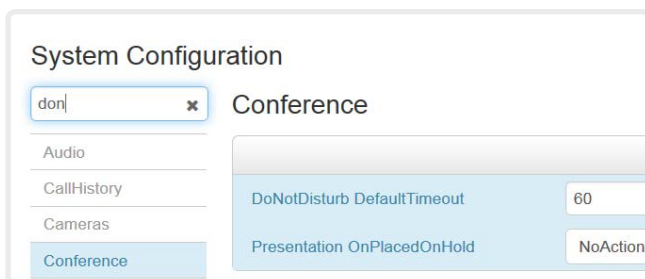 System Configuration
don
Conference
Audio
CallHistory
DoNotDisturb DefaultTimeout 60
Cameras
Presentation OnPlacedOnHold NoAction
Conference